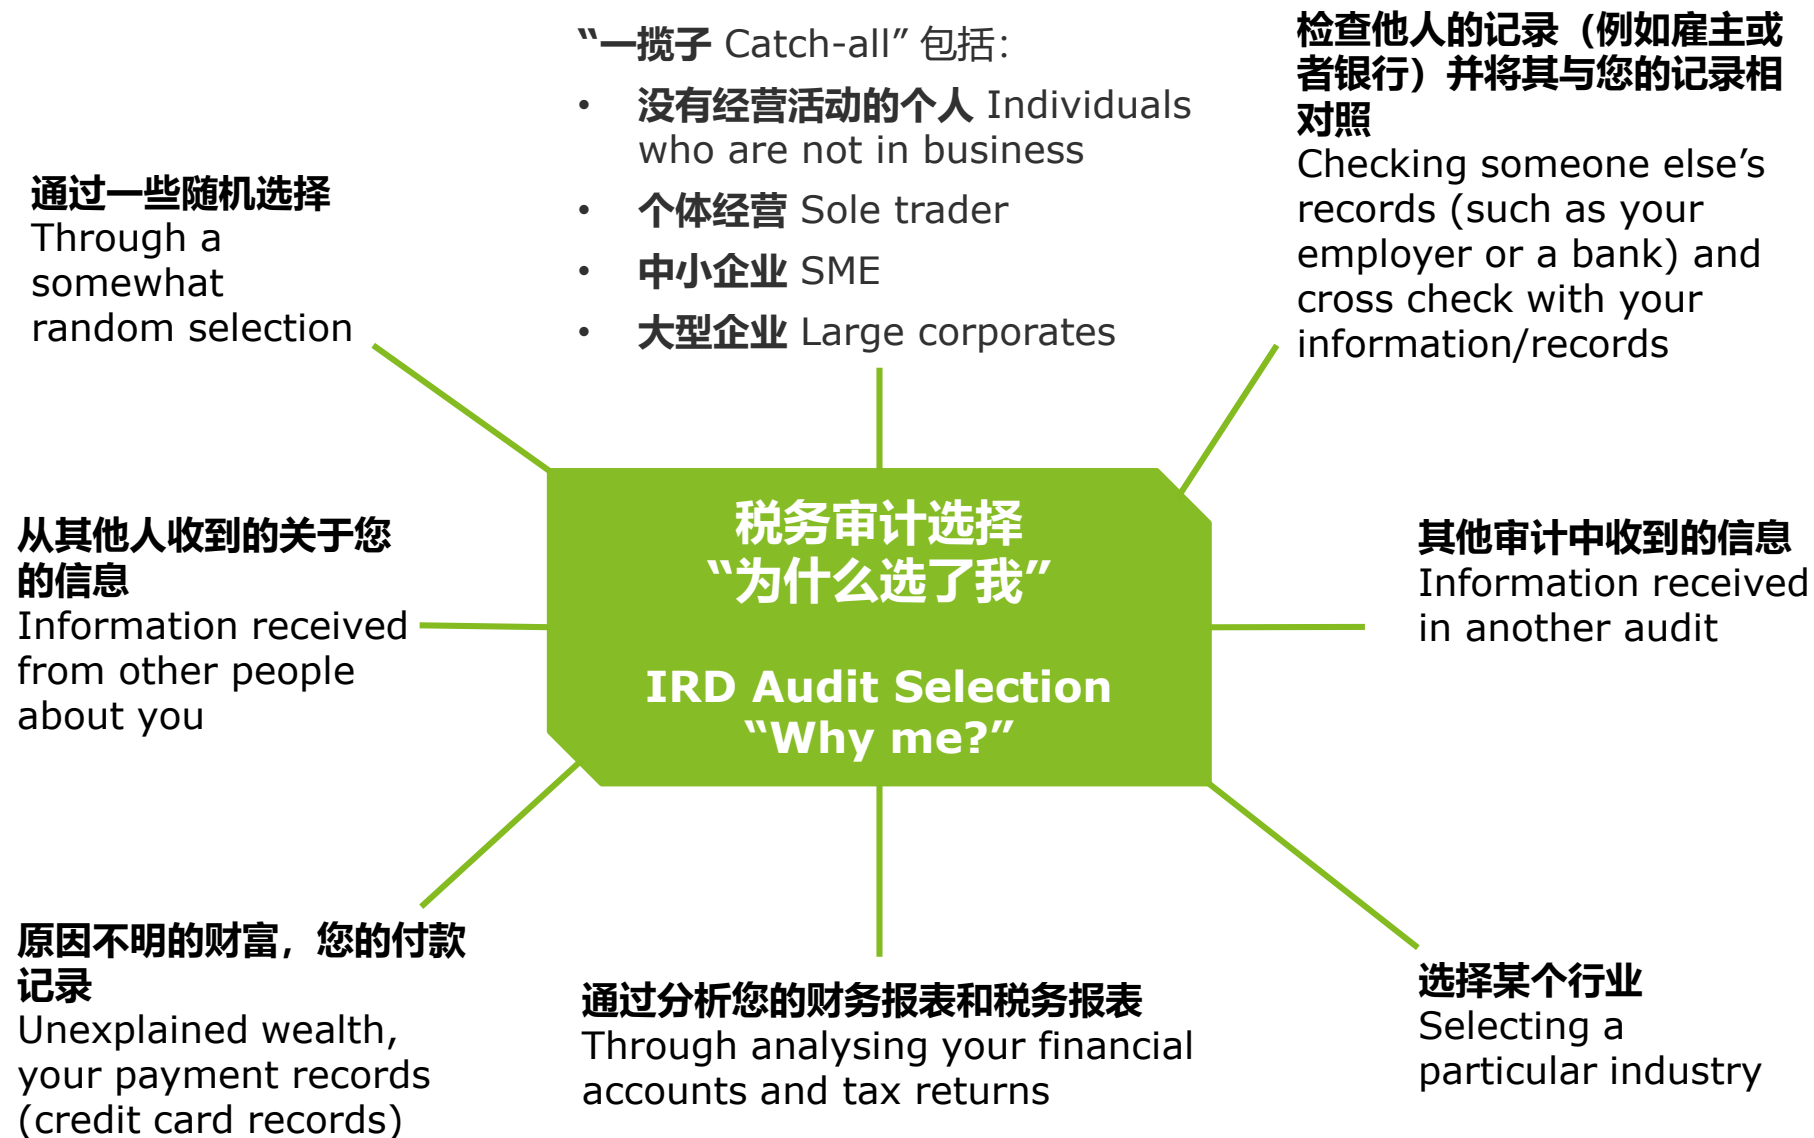 “一揽子 Catch-all” 包括：
• 没有经营活动的个人 Individuals
who are not in business
• 个体经营 Sole trader
• 中小企业 SME
• 大型企业 Large corporates
检查他人的记录（例如雇主或
者银行）并将其与您的记录相
对照
Checking someone else’s
records (such as your
employer or a bank) and
cross check with your
information/records
通过一些随机选择
Through a
somewhat
random selection
税务审计选择
“为什么选了我”
IRD Audit Selection
“Why me?”
从其他人收到的关于您
的信息
Information received
from other people
about you
其他审计中收到的信息
Information received
in another audit
原因不明的财富，您的付款
记录
Unexplained wealth,
your payment records
(credit card records)
通过分析您的财务报表和税务报表
Through analysing your financial
accounts and tax returns
选择某个行业
Selecting a
particular industry